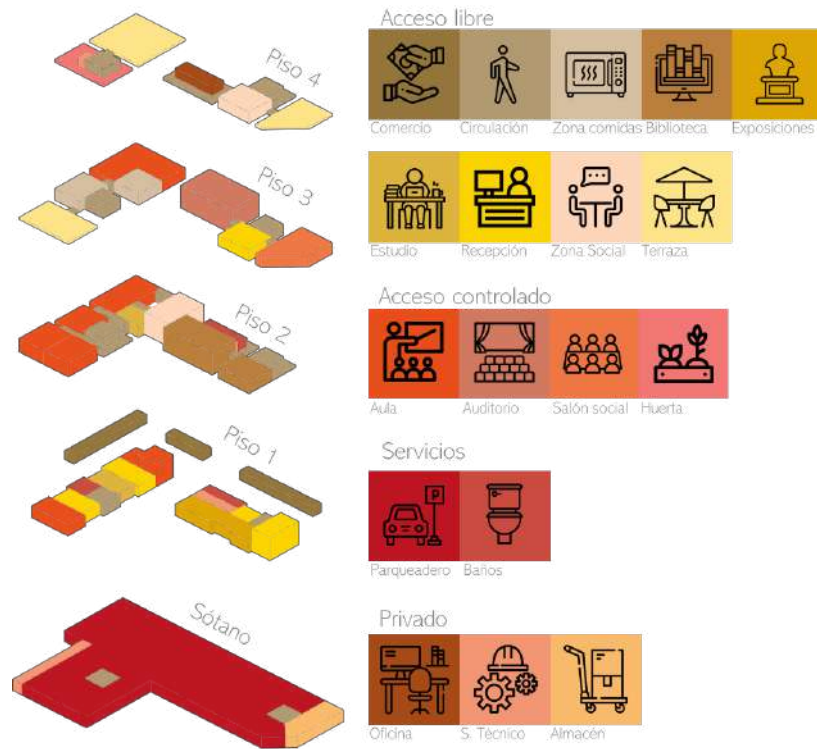 Acceso libre
Piso 4
Comercio Circulación Zona comidas Biblioteca Exposiciones
Piso 3
Estudio Recepción Zona Social Terraza
Acceso controlado
Piso 2
Aula Auditorio Salón social Huerta
Piso 1
Servicios
P
Parqueadero Baños
Sótano
Privado
Oficina S. Técnico Almacén